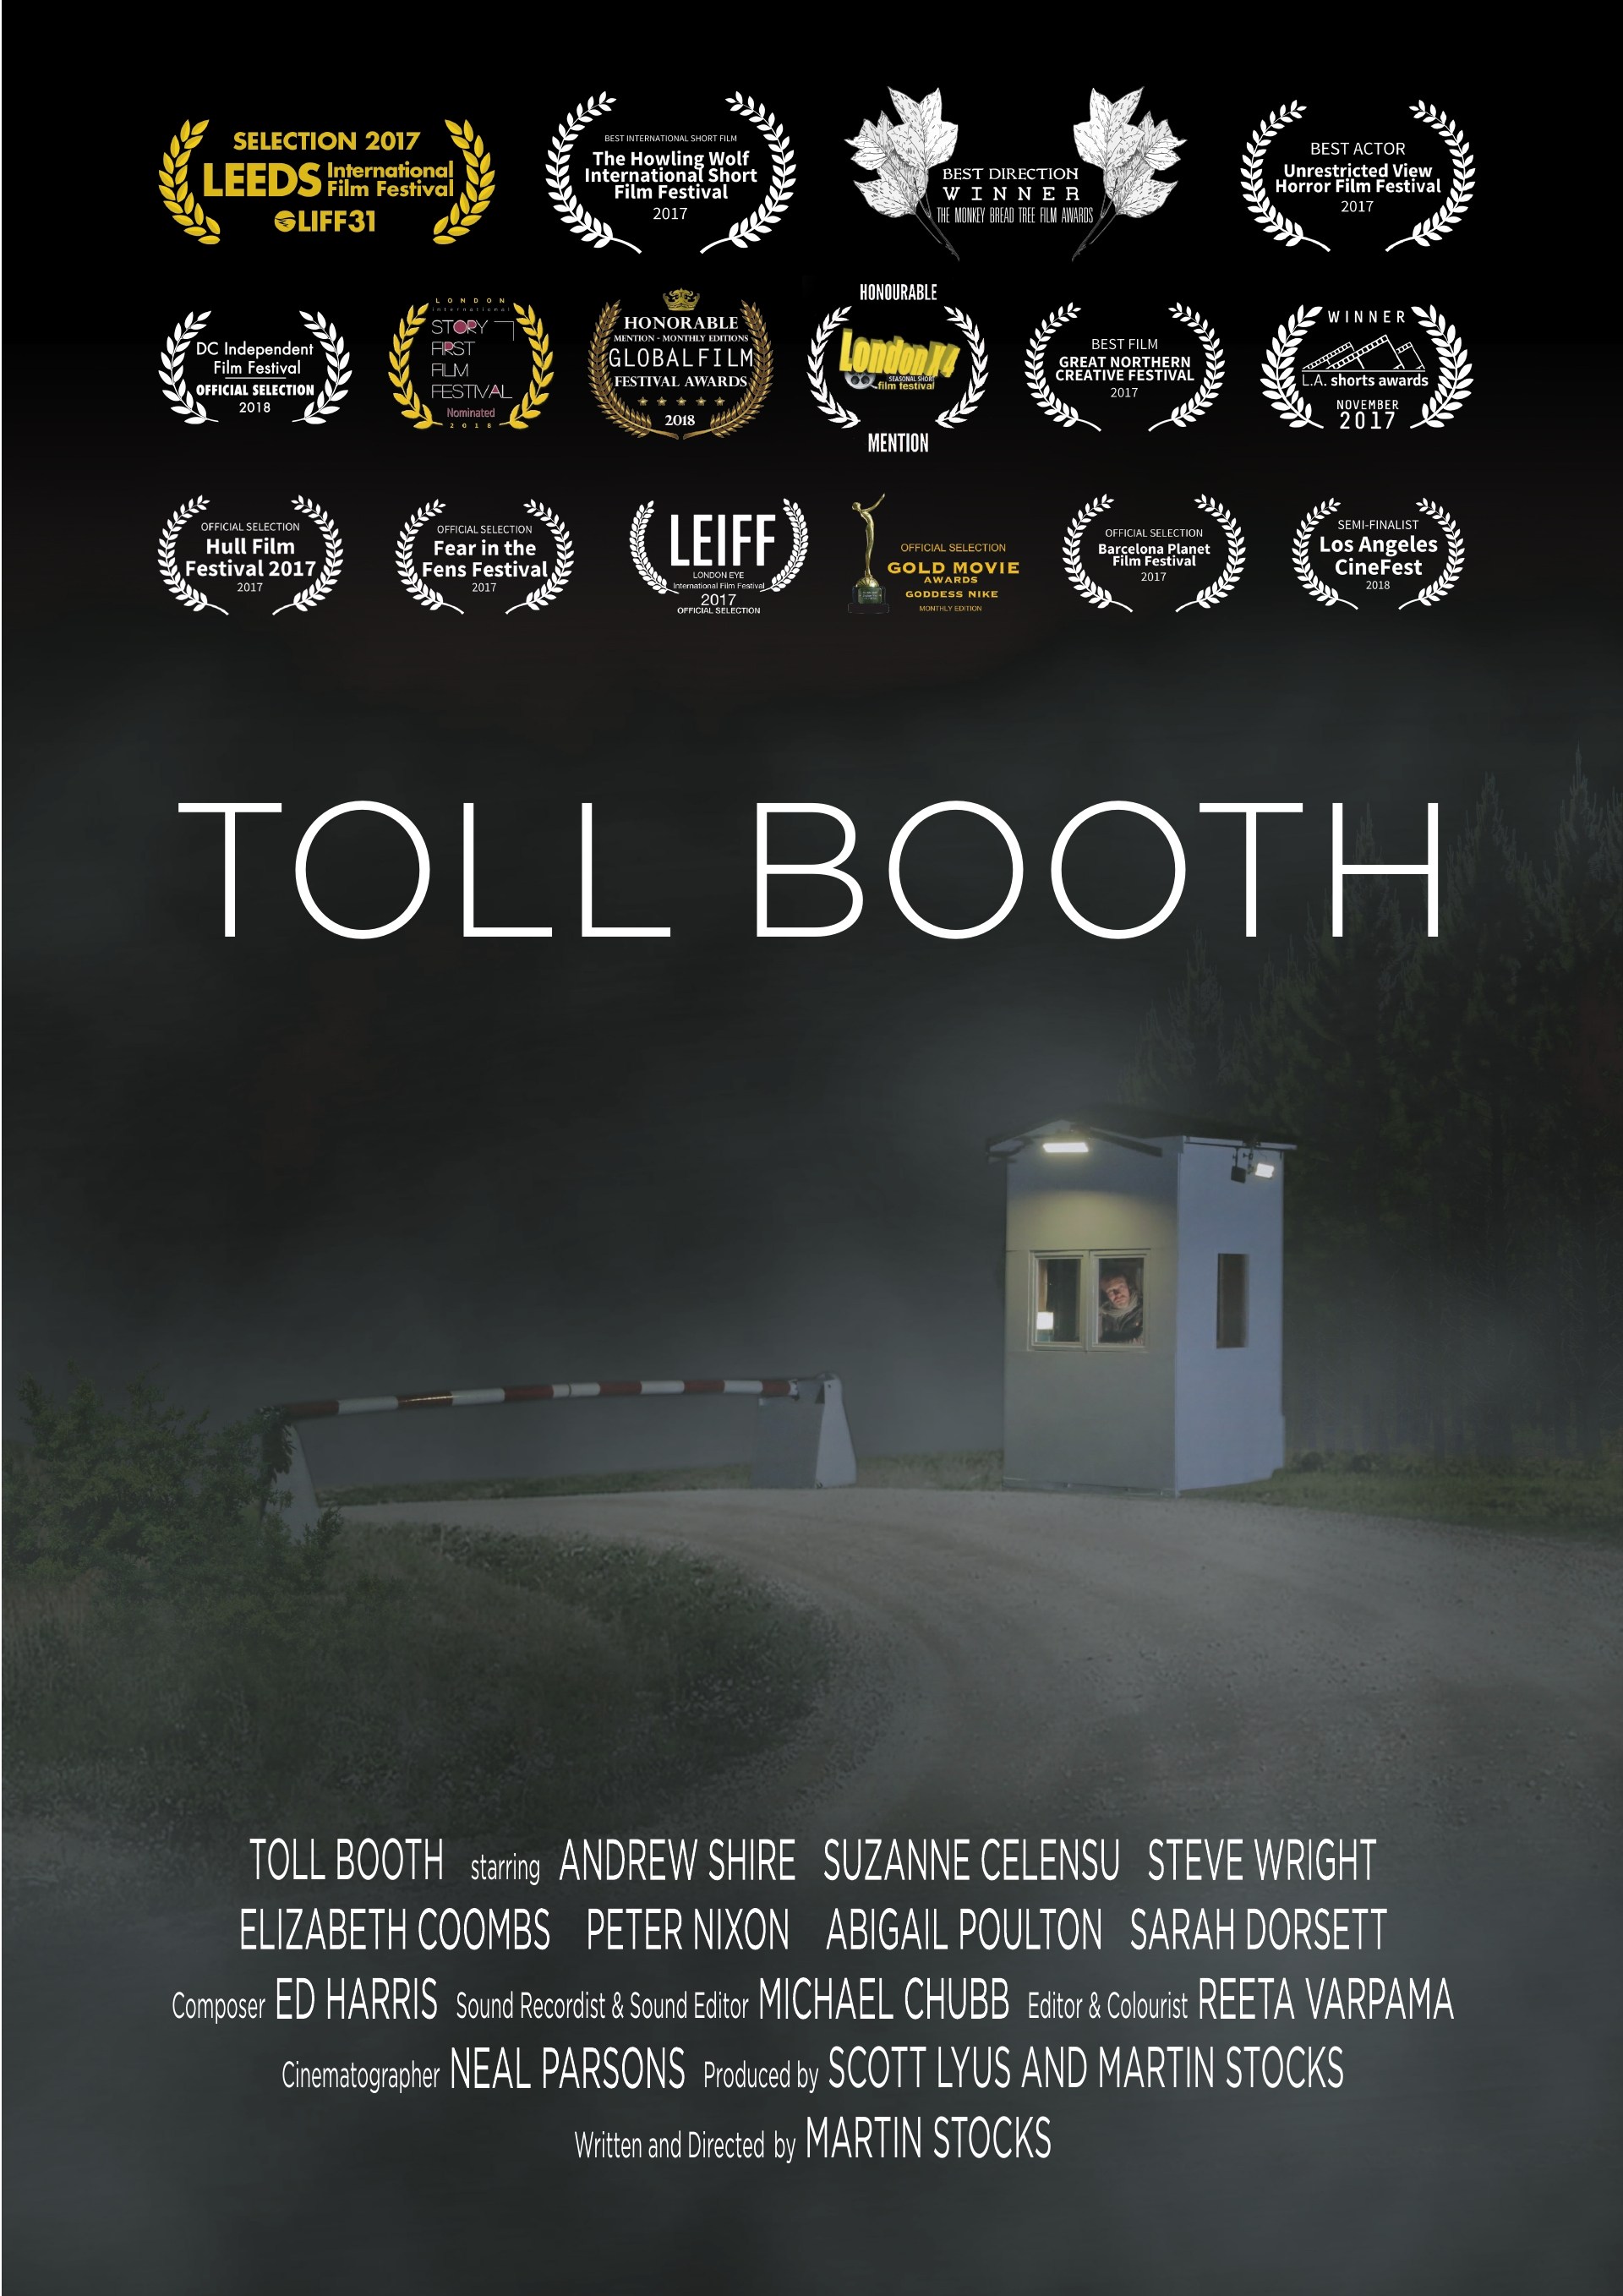 SELECTION 2017
LEEDS International
Film Festival
LIFF31
BEST INTERNATIONAL SHORT FILM
The Howling Wolf
International Short
Film Festival
2017
BEST DIRECTION
WINNER
THE MONKEY BREAD TREE FILM AWARDS
BEST ACTOR
Unrestricted View
Horror Film Festival
2017
DC Independent
Film Festival
OFFICIAL SELECTION
2018
LONDON
international
STORY
FIRST
FILM
FESTIVAL
Nominated
2018
HONORABLE
MENTION - MONTHLY EDITIONS
GLOBALFILM
FESTIVAL AWARDS
2018
HONOURABLE
LondonX4
SEASONAL SHORT
film festival
MENTION
BEST FILM
GREAT NORTHERN
CREATIVE FESTIVAL
2017
WINNER
L.A. shorts awards
NOVEMBER
2017
OFFICIAL SELECTION
Hull Film
Festival 2017
2017
OFFICIAL SELECTION
Fear in the
Fens Festival
2017
LEIFF
LONDON EYE
International Film Festival
2017
OFFICIAL SELECTION
OFFICIAL SELECTION
GOLD MOVIE
AWARDS
GODDESS NIKE
MONTHLY EDITION
OFFICIAL SELECTION
Barcelona Planet
Film Festival
2017
SEMI-FINALIST
Los Angeles
CineFest
2018
TOLL BOOTH
TOLL BOOTH starring ANDREW SHIRE SUZANNE CELENSU STEVE WRIGHT
ELIZABETH COOMBS PETER NIXON ABIGAIL POULTON SARAH DORSETT
Composer ED HARRIS Sound Recordist & Sound Editor MICHAEL CHUBB Editor & Colourist REETA VARPAMA
Cinematographer NEAL PARSONS Produced by SCOTT LYUS AND MARTIN STOCKS
Written and Directed by MARTIN STOCKS